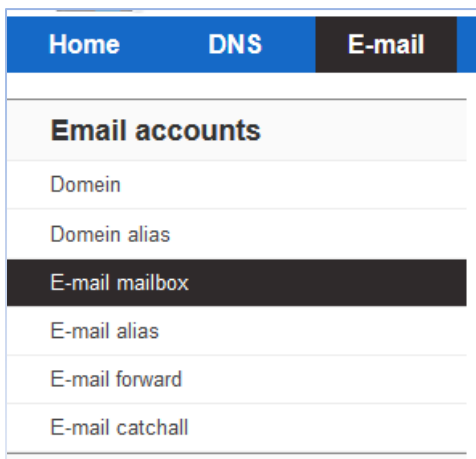 Home DNS E-mail
Email accounts
Domein
Domein alias
E-mail mailbox
E-mail alias
E-mail forward
E-mail catchall